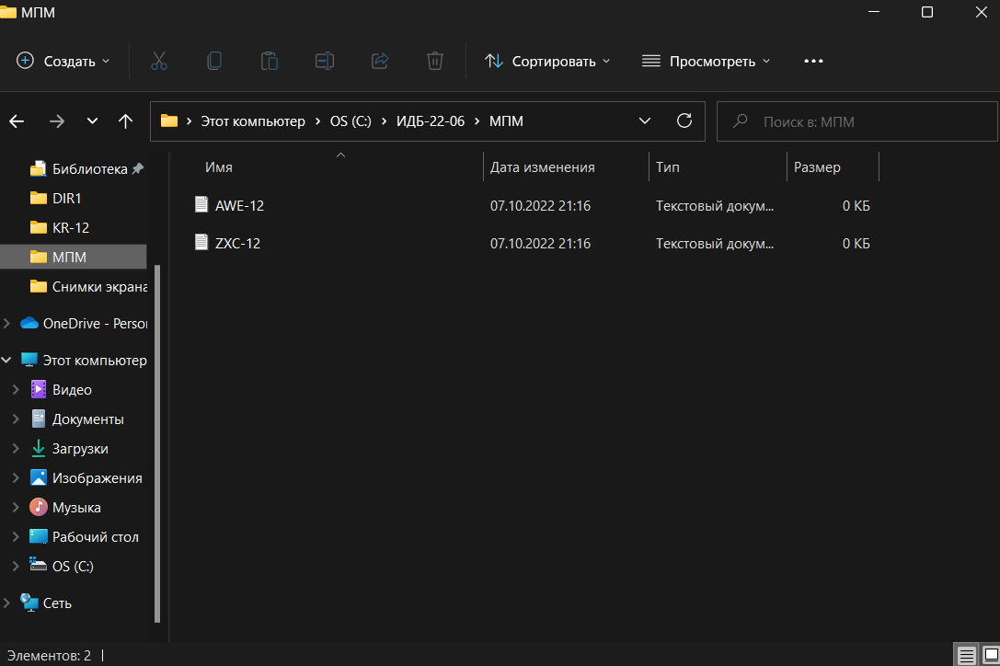 МПМ
Создать
Сортировать
Просмотреть
Этот компьютер > OS (C:) > ИДБ-22-06 > МПМ
Поиск в: МПМ
Имя
Дата изменения
Тип
Размер
AWE-12 07.10.2022 21:16 Текстовый докум... 0 КБ
ZXC-12 07.10.2022 21:16 Текстовый докум... 0 КБ
Библиотека
DIR1
KR-12
МПМ
Снимки экрана
OneDrive - Person
Этот компьютер
Видео
Документы
Загрузки
Изображения
Музыка
Рабочий стол
OS (C:)
Сеть
Элементов: 2